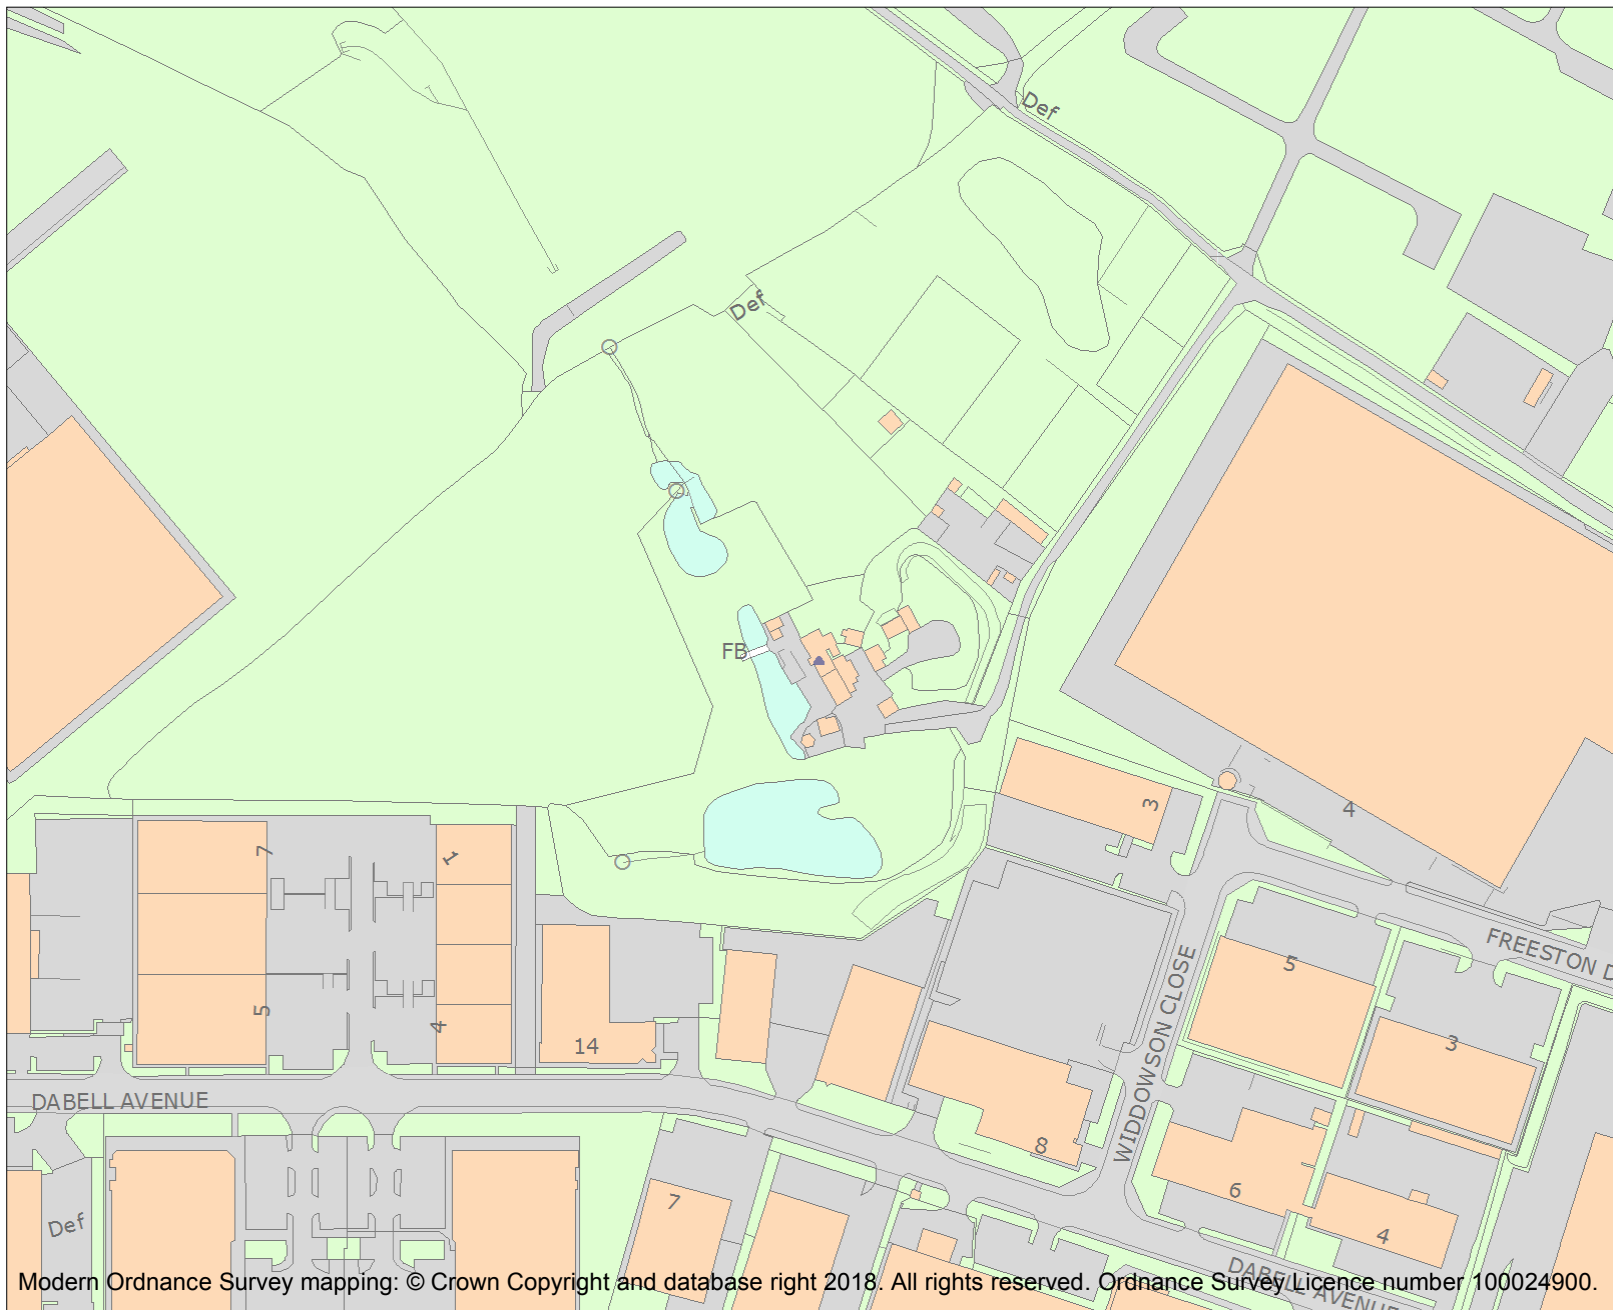 Def
Def
FB
3
4
7
1
FREESTON D
5
WIDDOWSON CLOSE
5
4
14
3
DABELL AVENUE
8
6
7
Def
4
DABELL AVENUE
Modern Ordnance Survey mapping: © Crown Copyright and database right 2018. All rights reserved. Ordnance Survey Licence number 100024900.